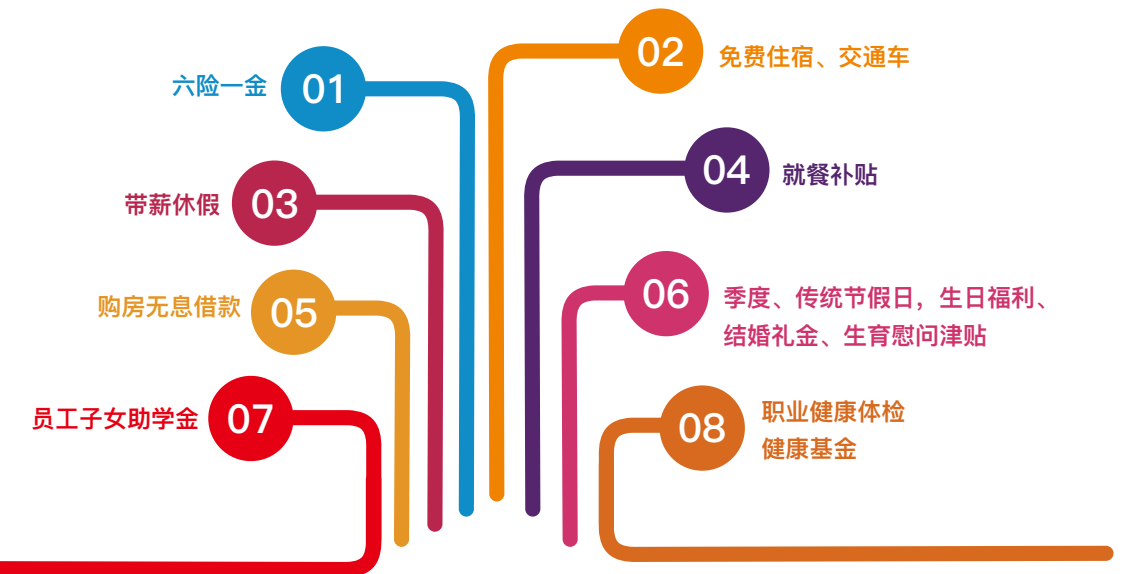 01
六险一金
02
免费住宿、交通车
03
带薪休假
04
就餐补贴
05
购房无息借款
06
季度、传统节假日，生日福利、
结婚礼金、生育慰问津贴
07
员工子女助学金
08
职业健康体检
健康基金